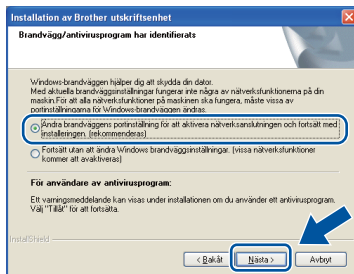 Installation av Brother utskriftsenhet
Brandvägg/antivirusprogram har identifierats
Windows-brandväggen hjälper dig att skydda din dator.
Med aktuella brandväggsinställningar fungerar inte några av nätverksfunktionerna på din
maskin.För att alla nätverksfunktioner på maskinen ska fungera, måste vissa av
portinställningarna för Windows-brandväggen ändras.
Ändra brandväggens portinställning för att aktivera nätverksanslutningen och fortsätt med
installeringen. (rekommenderas)
Fortsätt utan att ändra Windows brandväggsinställningar. (vissa nätverksfunktioner
kommer att avaktiveras)
För användare av antivirusprogram:
Ett varningsmeddelande kan visas under installationen om du använder ett antivirusprogram.
Välj "Tillåt" för att fortsätta.
InstallShield
< Bakåt
Nästa >
Avbryt